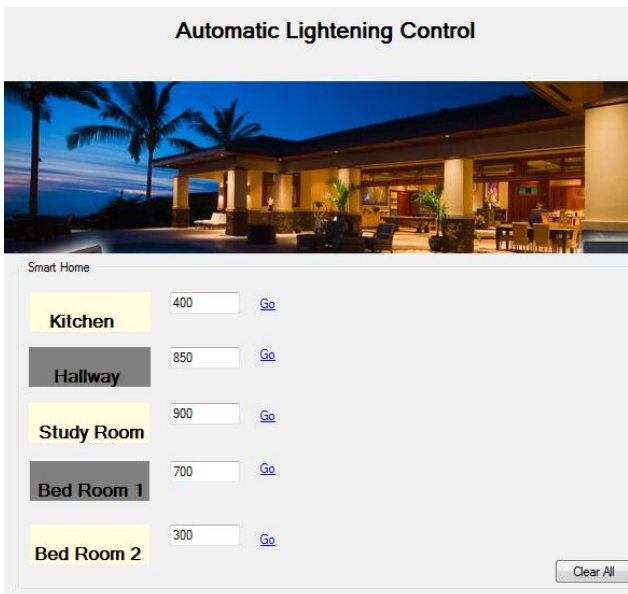 Automatic Lightening Control
Smart Home
Kitchen 400 Go
Hallway 850 Go
Study Room 900 Go
Bed Room 1 700 Go
Bed Room 2 300 Go
Clear All